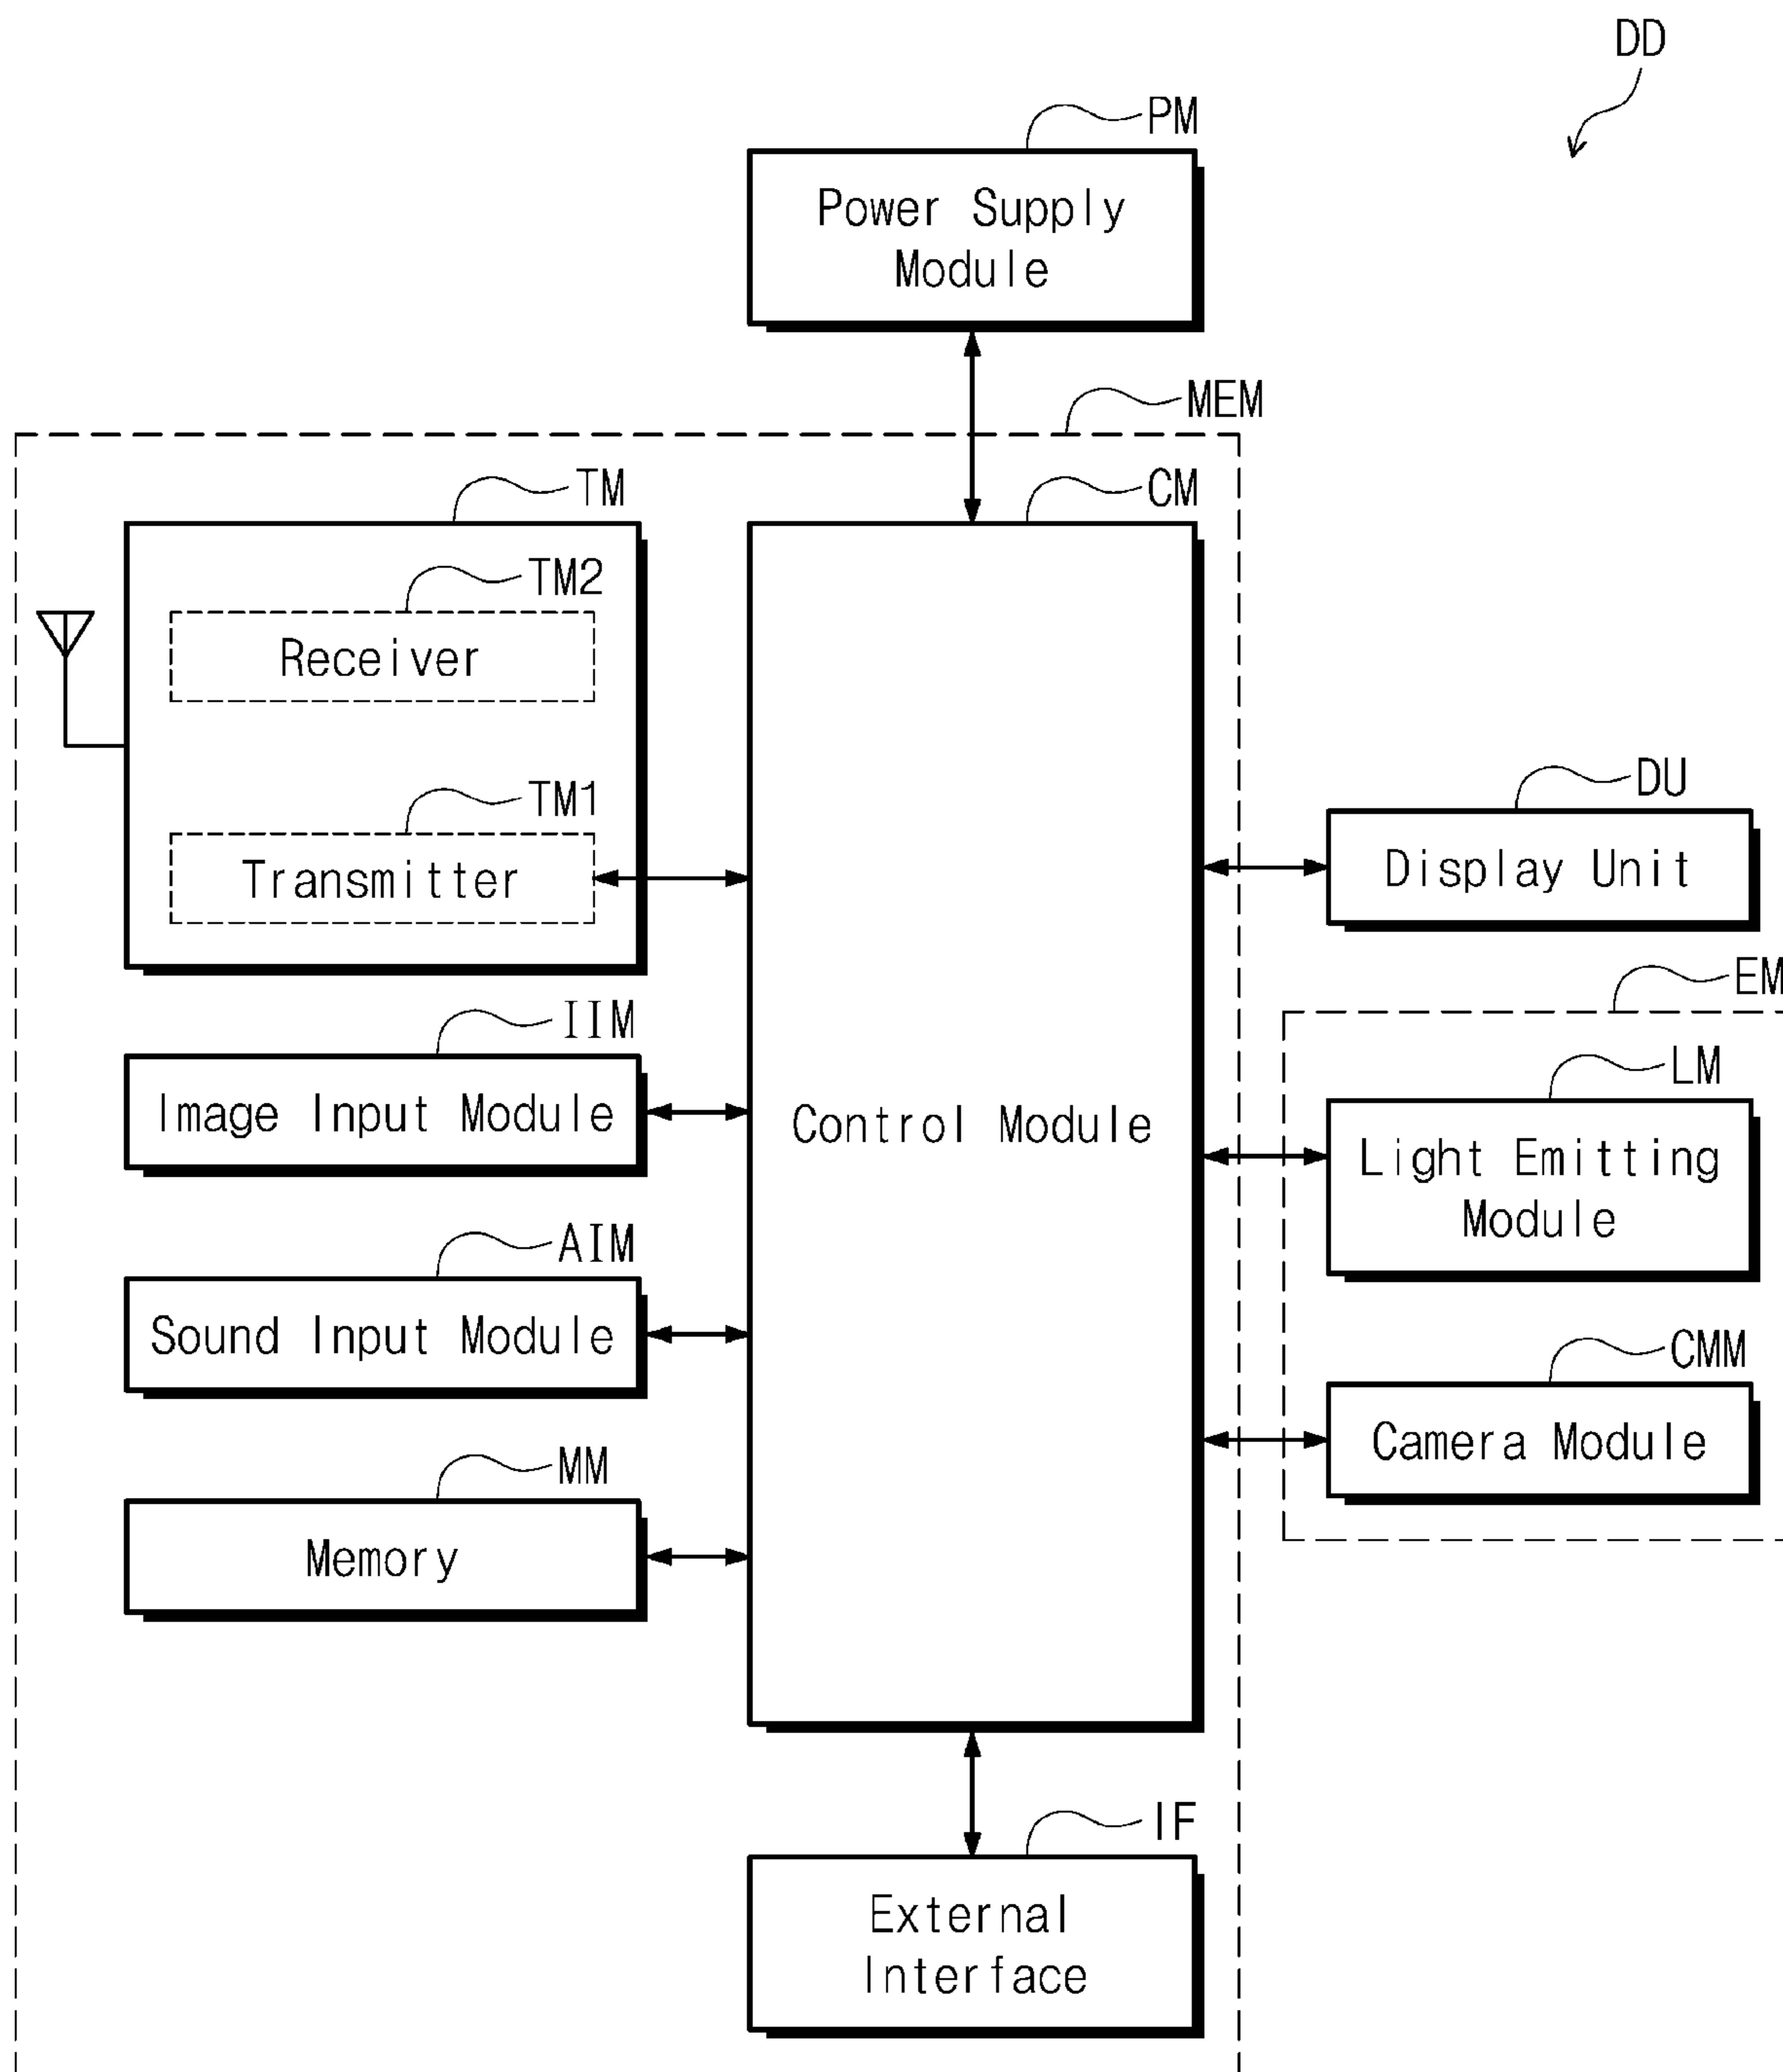 DD
PM
Power Supply
Module
MEM
TM
CM
TM2
Receiver
TM1
Transmitter
DU
Display Unit
EM
IIM
Image Input Module
Control Module
LM
Light Emitting
Module
AIM
Sound Input Module
CMM
Camera Module
MM
Memory
IF
External
Interface